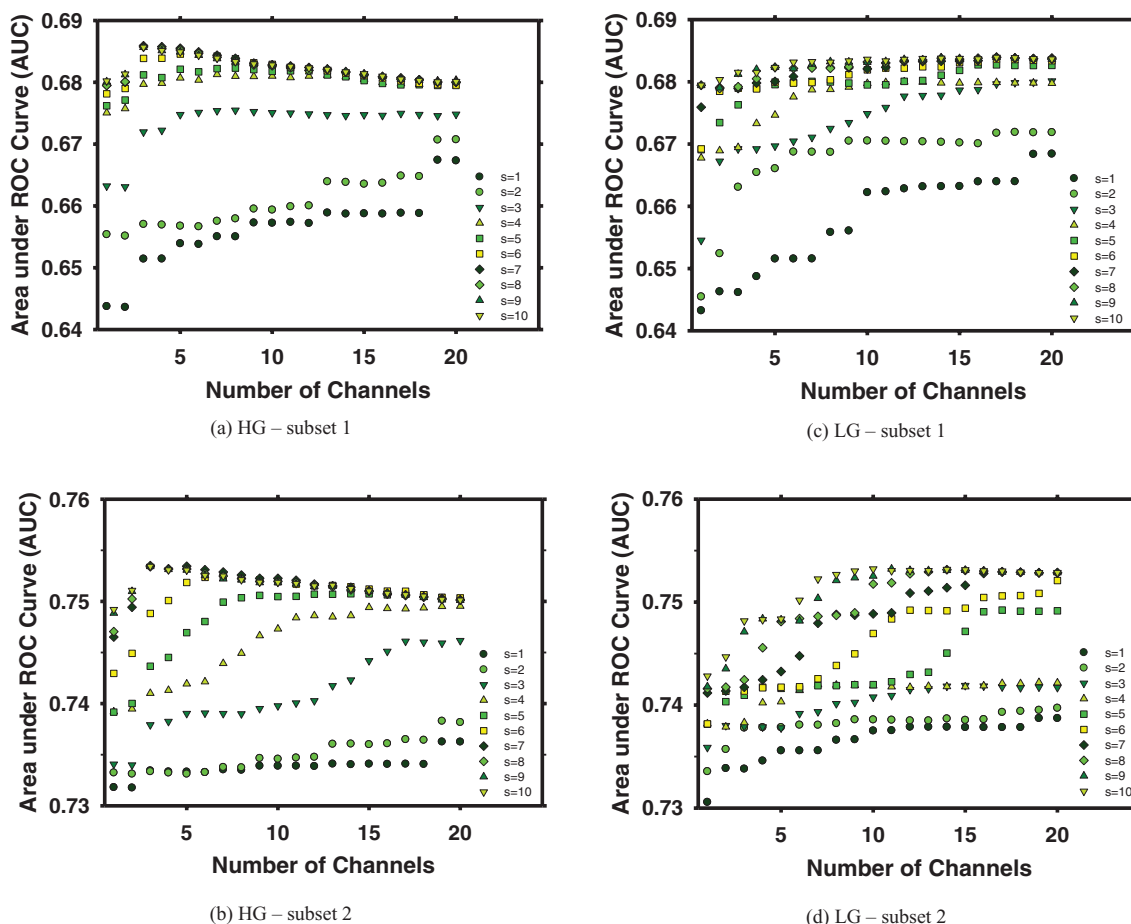 Area under ROC Curve (AUC)
0.69
0.68
0.67
0.66
0.65
0.64
5
10
15
20
Number of Channels
s=1
s=2
s=3
s=4
s=5
s=6
s=7
s=8
s=9
s=10
(a) HG – subset 1
Area under ROC Curve (AUC)
0.69
0.68
0.67
0.66
0.65
0.64
5
10
15
20
Number of Channels
s=1
s=2
s=3
s=4
s=5
s=6
s=7
s=8
s=9
s=10
(c) LG – subset 1
Area under ROC Curve (AUC)
0.76
0.75
0.74
0.73
5
10
15
20
Number of Channels
s=1
s=2
s=3
s=4
s=5
s=6
s=7
s=8
s=9
s=10
(b) HG – subset 2
Area under ROC Curve (AUC)
0.76
0.75
0.74
0.73
5
10
15
20
Number of Channels
s=1
s=2
s=3
s=4
s=5
s=6
s=7
s=8
s=9
s=10
(d) LG – subset 2